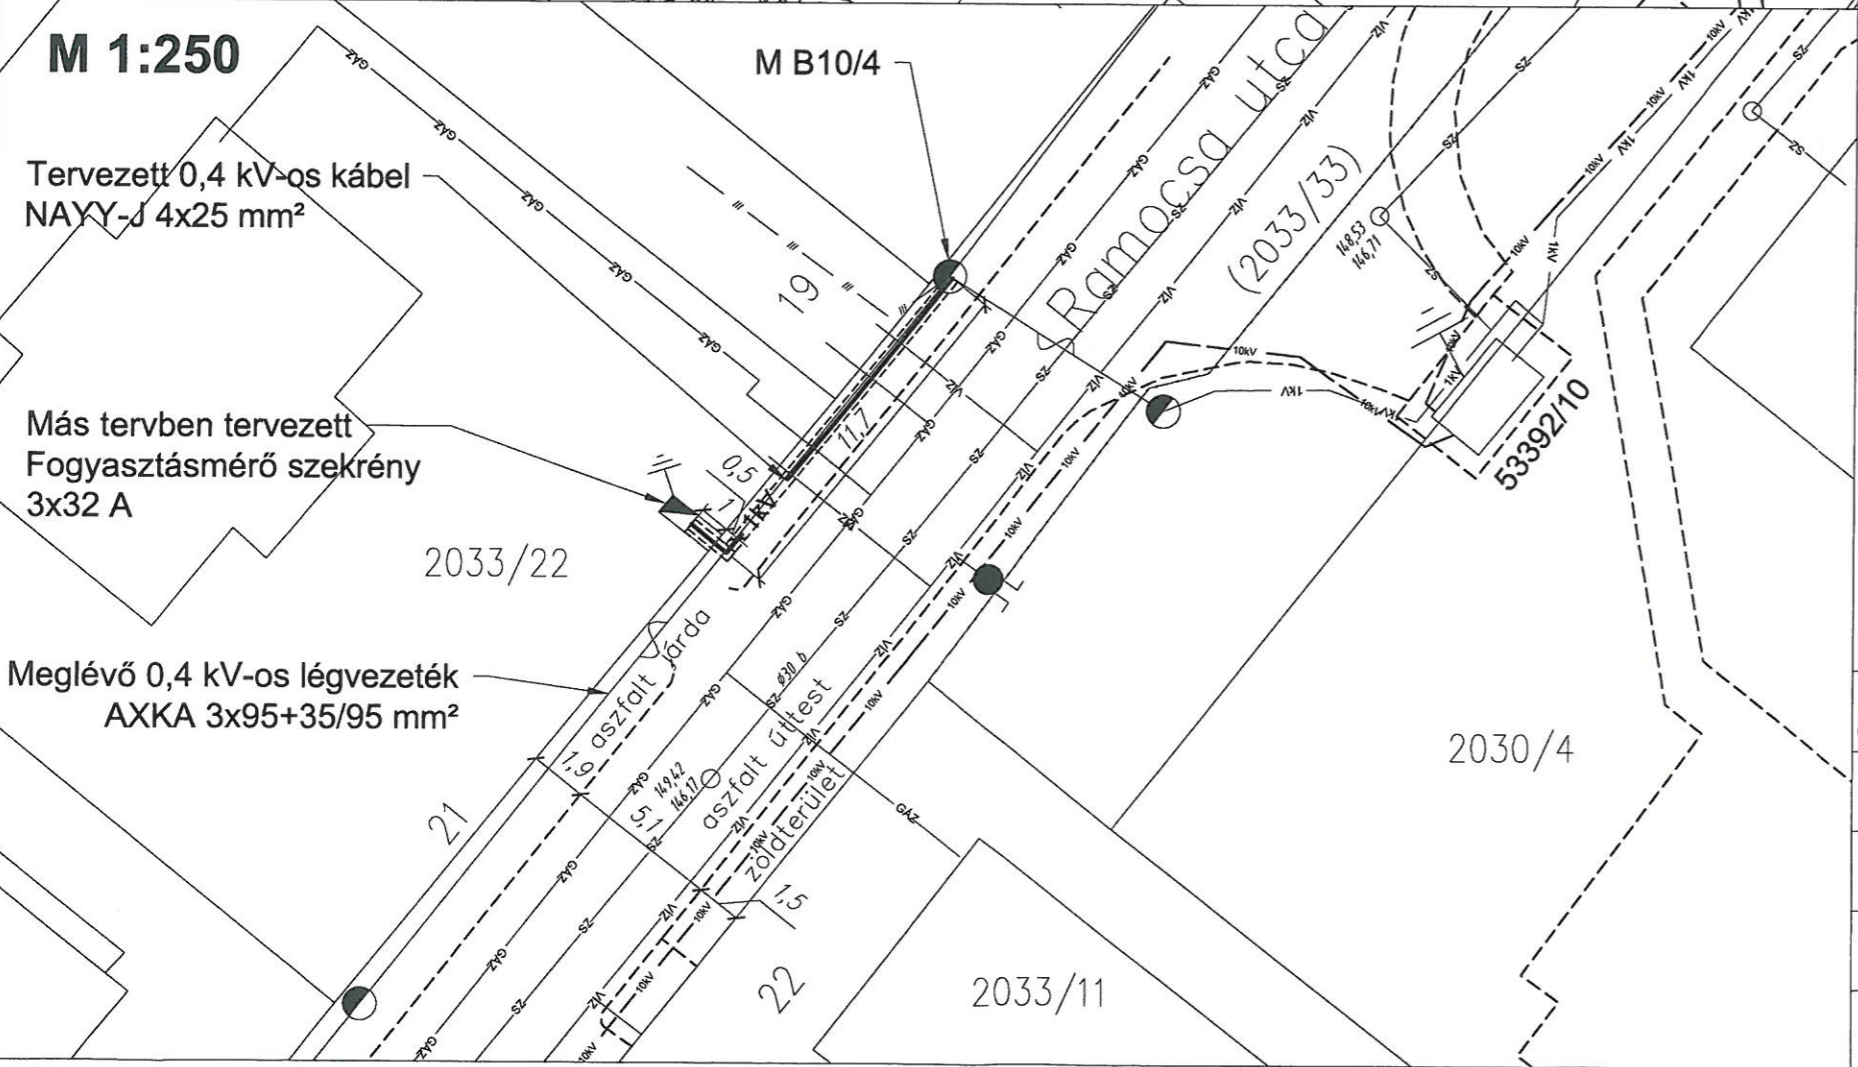 M 1:250
M B10/4
Tervezett 0,4 kV-os kábel
NAYY-J 4x25 mm²
Más tervben tervezett
Fogyasztásmérő szekrény
3x32 A
Meglévő 0,4 kV-os légvezeték
AXKA 3x95+35/95 mm²
Ramocsa utca
(2033/33)
148,53
146,71
53392/10
19
11,7
0,5
1
1kV
2033/22
aszfalt járda
ø30 b
aszfalt úttest
zöldterület
149,42
146,17
1,9
5,1
1,5
21
22
2033/11
2030/4
GÁZ
VÍZ
SZ
10kV
1kV